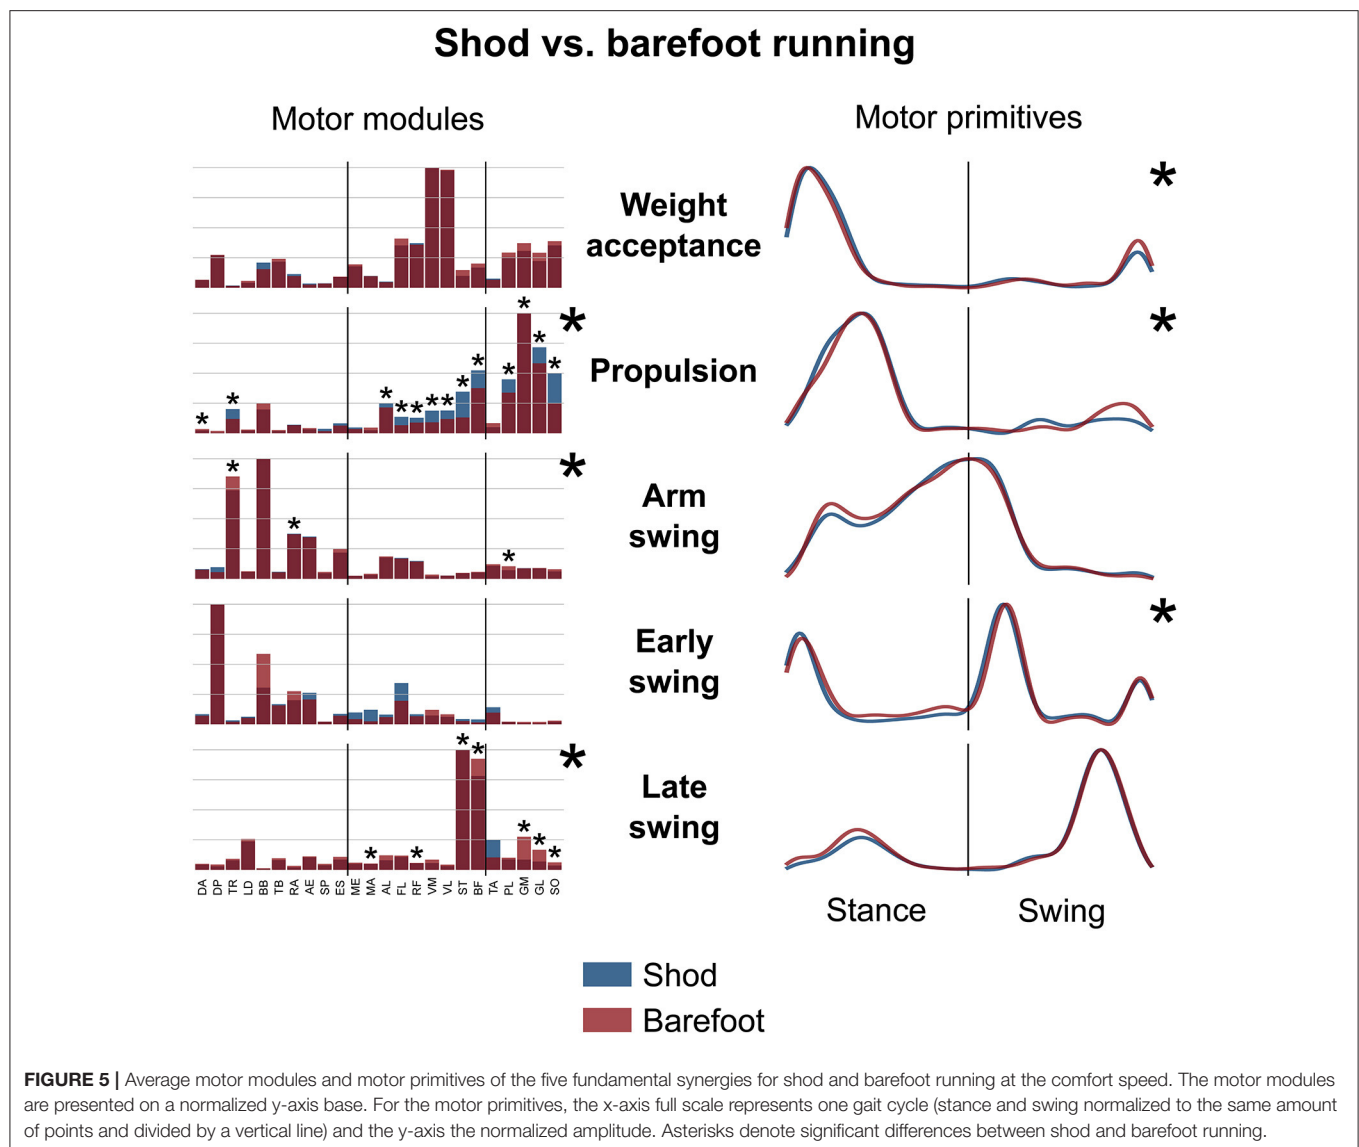 Shod vs. barefoot running
Motor modules
Motor primitives
Weight
acceptance
*
Propulsion
* * * * * * * * * * * * *
*
*
Arm
swing
* * *
*
Early
swing
*
Late
swing
* * * * * * *
*
DA DP TR LD BB TB RA AE SP ES ME MA AL FL RF VM VL ST BF TA PL GM GL SO
Stance
Swing
Shod
Barefoot
FIGURE 5 | Average motor modules and motor primitives of the five fundamental synergies for shod and barefoot running at the comfort speed. The motor modules
are presented on a normalized y-axis base. For the motor primitives, the x-axis full scale represents one gait cycle (stance and swing normalized to the same amount
of points and divided by a vertical line) and the y-axis the normalized amplitude. Asterisks denote significant differences between shod and barefoot running.